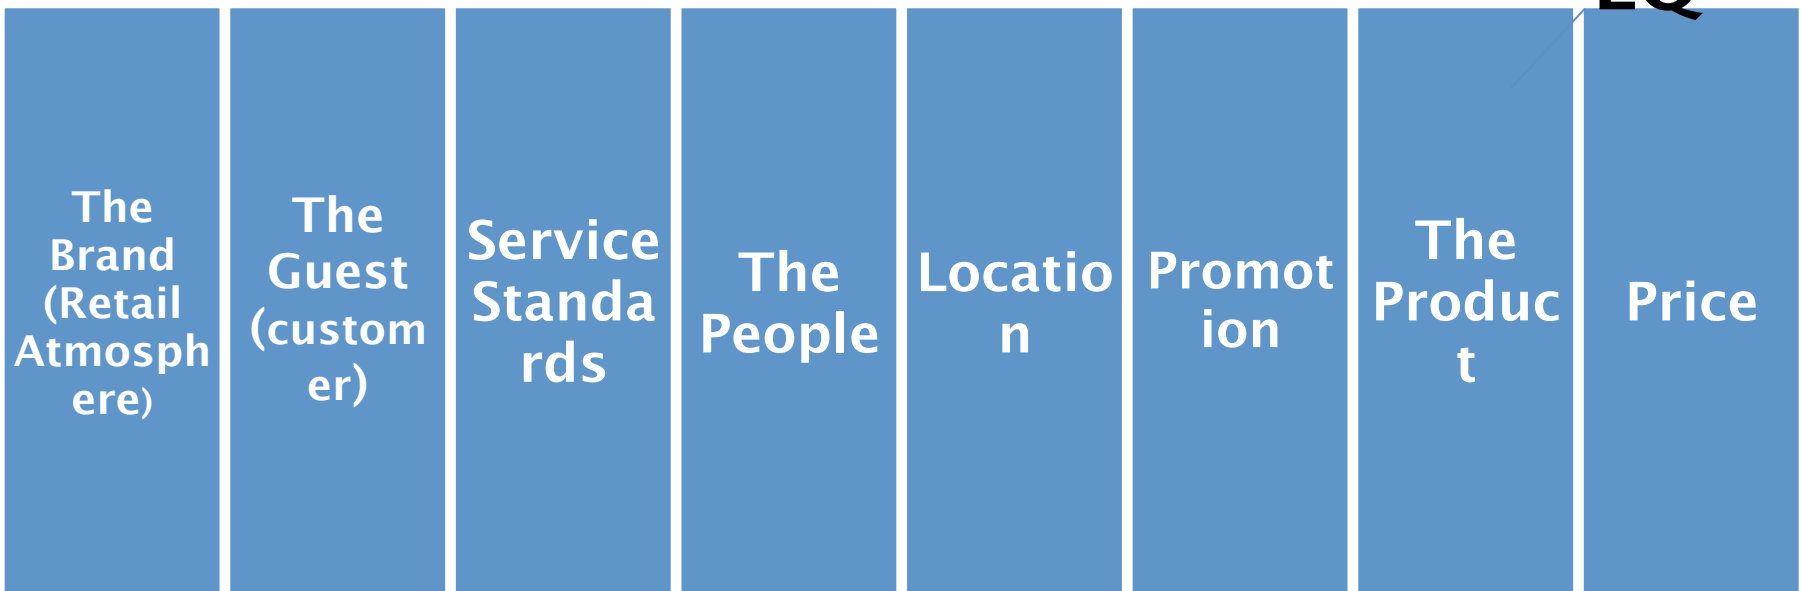 EQ
The
Brand
(Retail
Atmosph
ere)
The
Guest
(custom
er)
Service
Standa
rds
The
People
Locatio
n
Promot
ion
The
Produc
t
Price